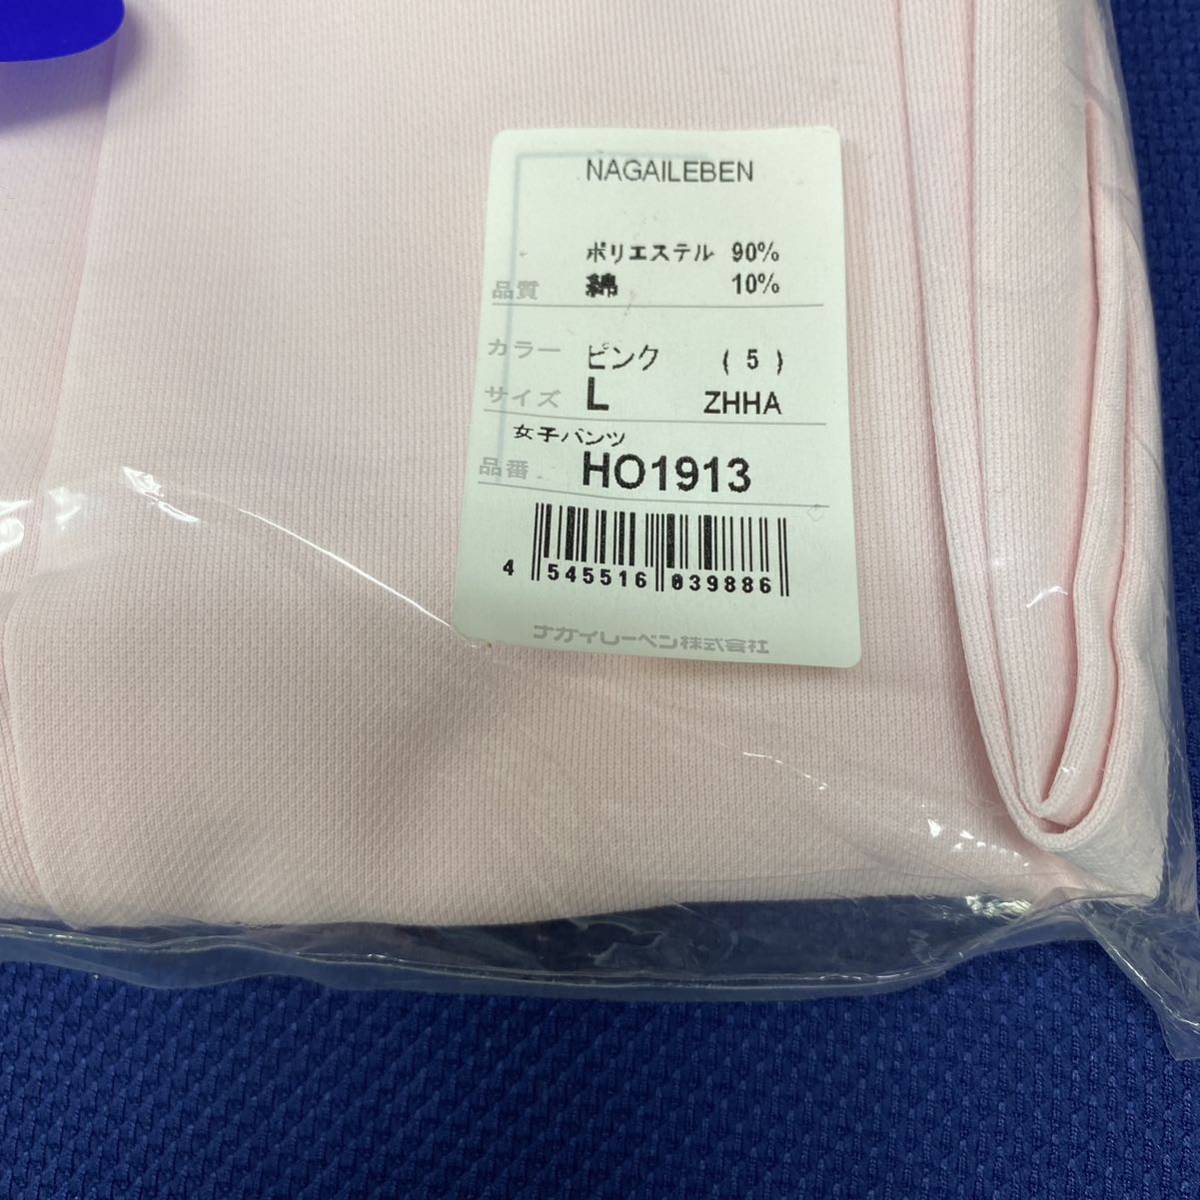 NAGAILEBEN
ポリエステル 90%
品質 綿 10%
カラー ピンク ( 5 )
サイズ L ZHHA
女子パンツ
品番 HO1913
4 545516 039886
ナガイレーベン株式会社